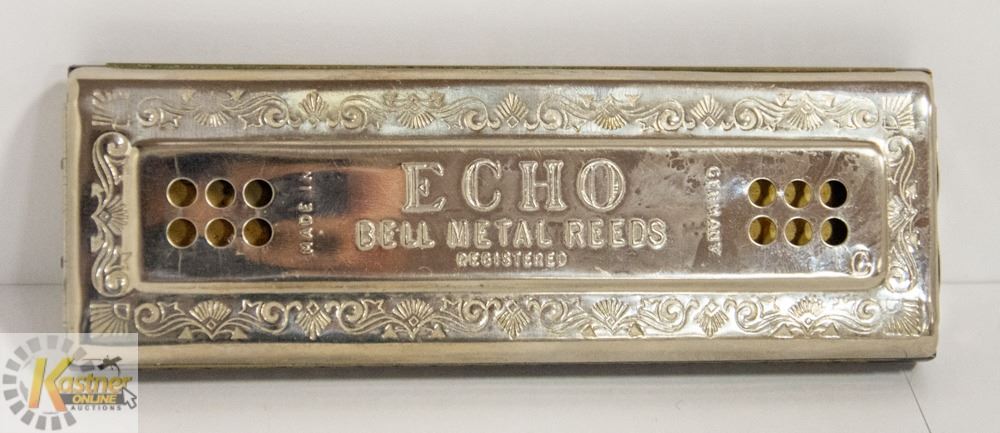 ECHO
MADE IN
GERMANY
BELL METAL REEDS
REGISTERED
C
Kastner
ONLINE
AUCTIONS